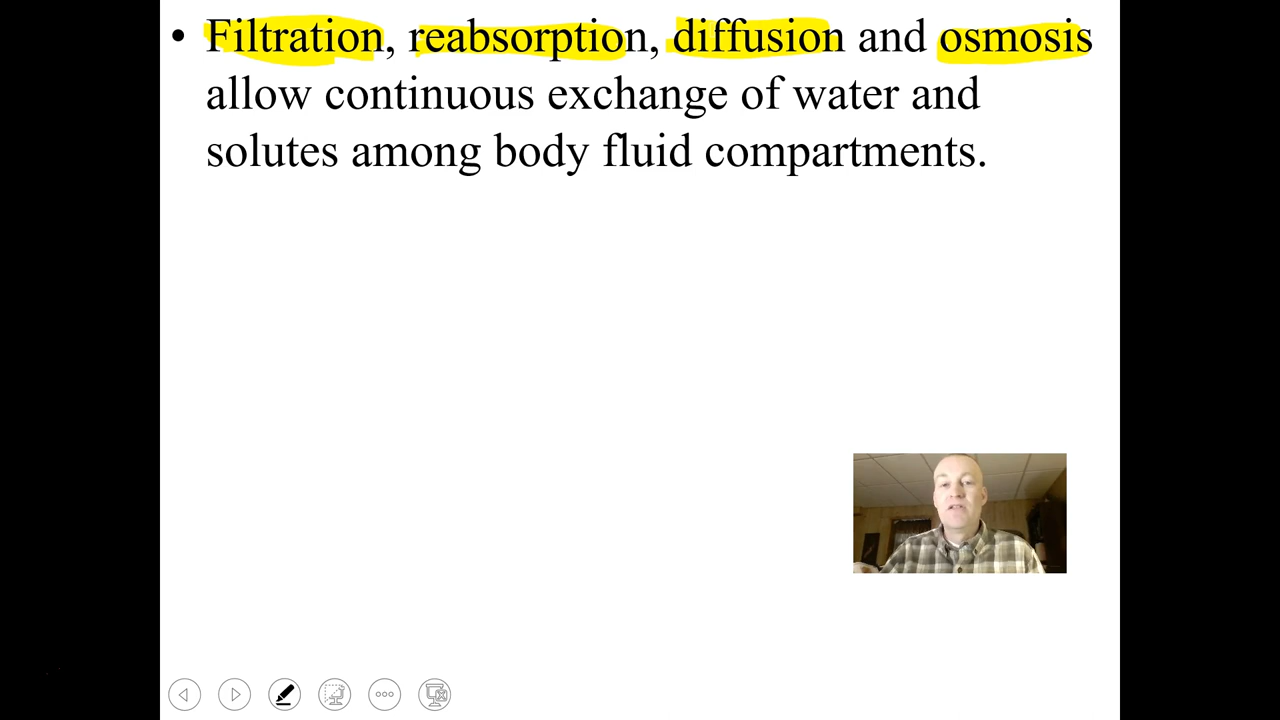 • Filtration, reabsorption, diffusion and osmosis
allow continuous exchange of water and
solutes among body fluid compartments.